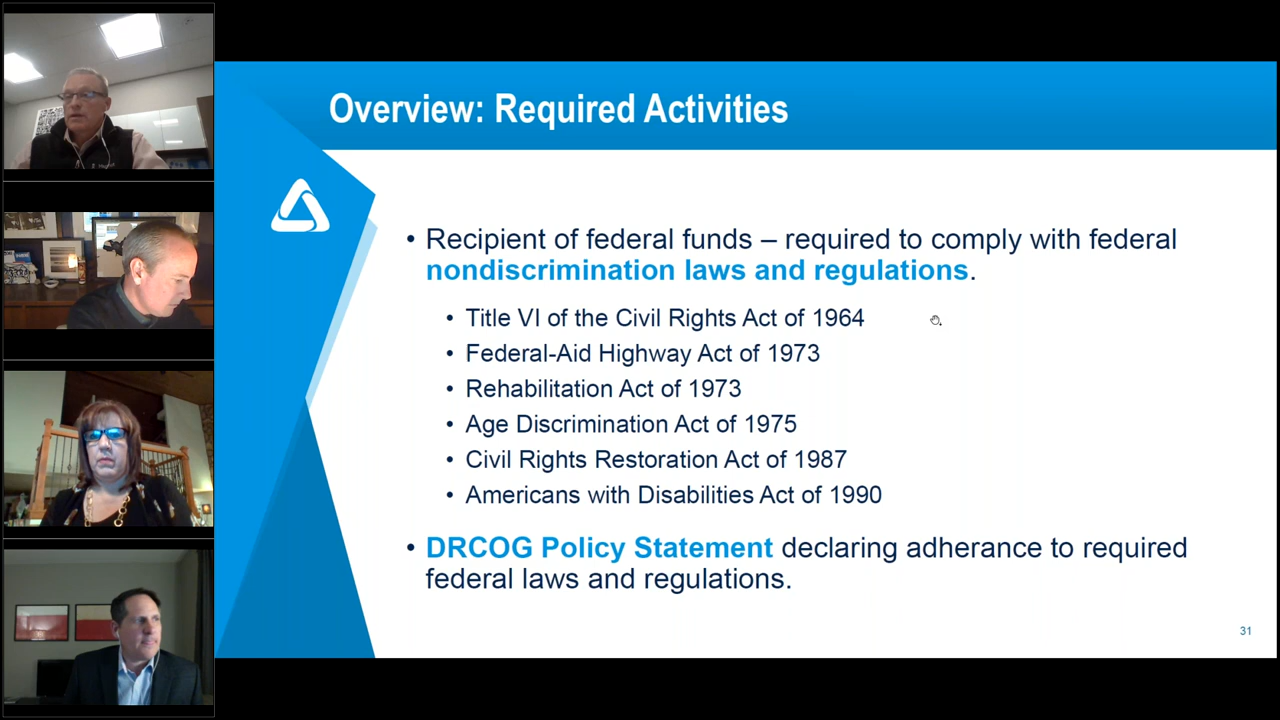 Overview: Required Activities
• Recipient of federal funds – required to comply with federal
nondiscrimination laws and regulations.
• Title VI of the Civil Rights Act of 1964
• Federal-Aid Highway Act of 1973
• Rehabilitation Act of 1973
• Age Discrimination Act of 1975
• Civil Rights Restoration Act of 1987
• Americans with Disabilities Act of 1990
• DRCOG Policy Statement declaring adherance to required
federal laws and regulations.
31